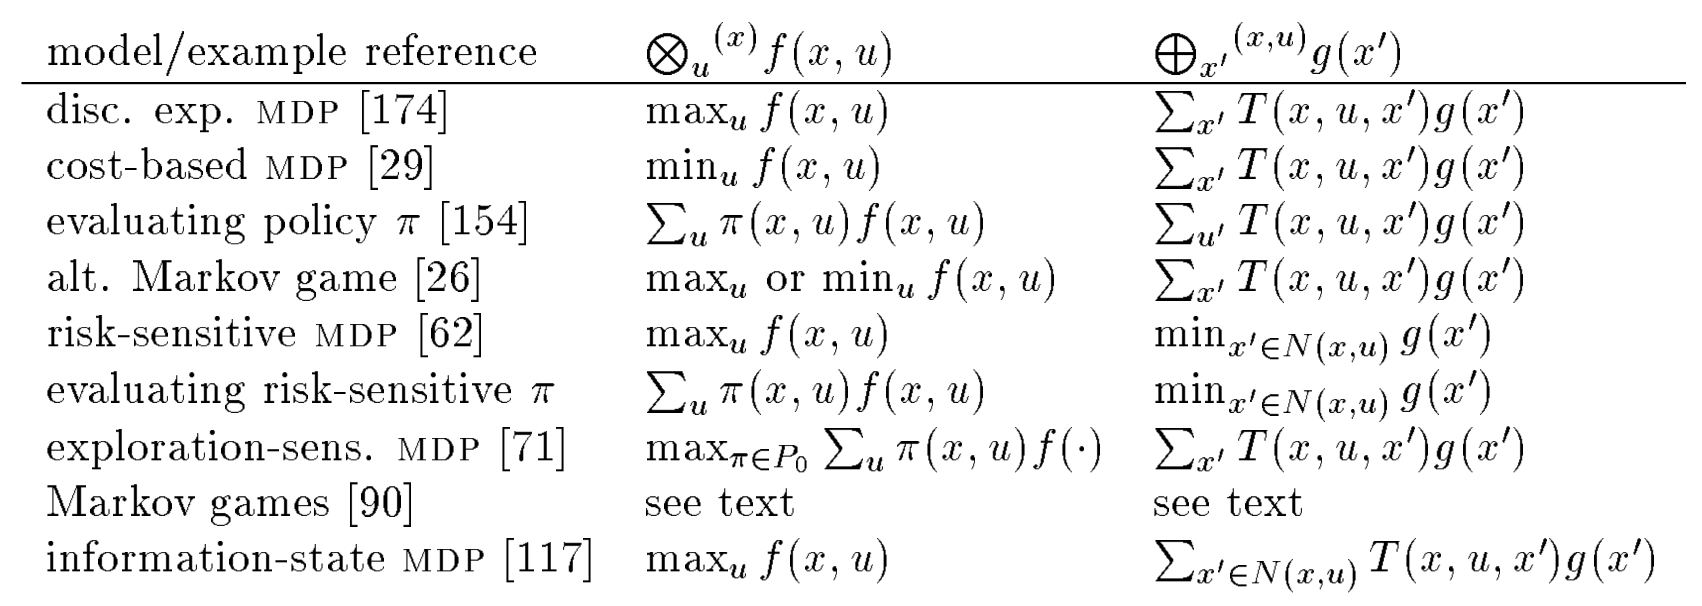 model/example reference ⨂_u^(x) f(x, u) ⨁_x′^(x,u) g(x′)
disc. exp. MDP [174] max_u f(x, u) ∑_x′ T(x, u, x′)g(x′)
cost-based MDP [29] min_u f(x, u) ∑_x′ T(x, u, x′)g(x′)
evaluating policy π [154] ∑_u π(x, u)f(x, u) ∑_u′ T(x, u, x′)g(x′)
alt. Markov game [26] max_u or min_u f(x, u) ∑_x′ T(x, u, x′)g(x′)
risk-sensitive MDP [62] max_u f(x, u) min_x′∈N(x,u) g(x′)
evaluating risk-sensitive π ∑_u π(x, u)f(x, u) min_x′∈N(x,u) g(x′)
exploration-sens. MDP [71] max_π∈P₀ ∑_u π(x, u)f(·) ∑_x′ T(x, u, x′)g(x′)
Markov games [90] see text see text
information-state MDP [117] max_u f(x, u) ∑_x′∈N(x,u) T(x, u, x′)g(x′)